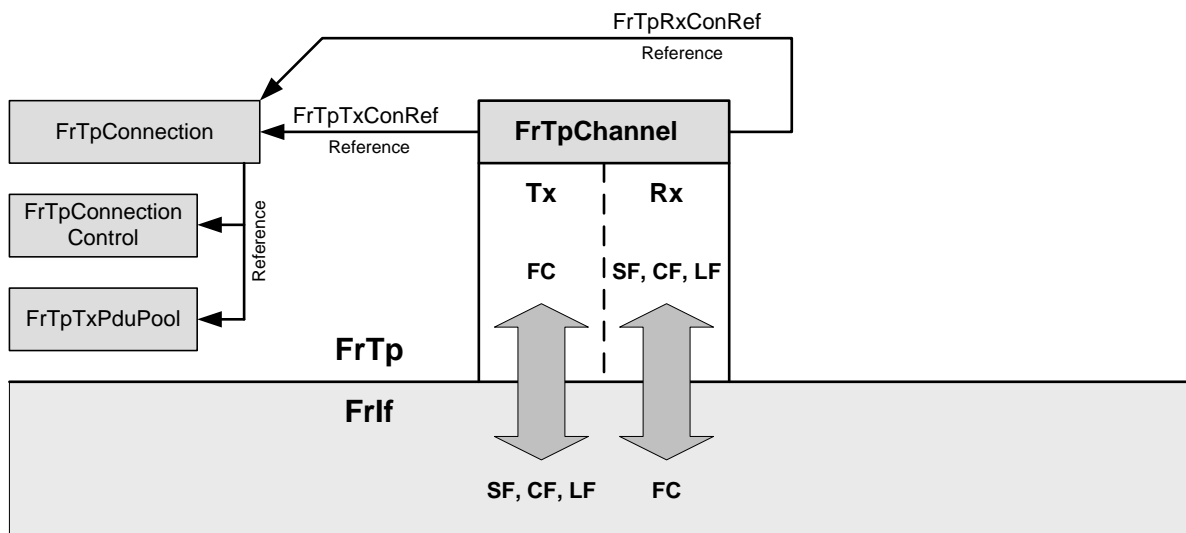 FrTpRxConRef
Reference
FrTpConnection
FrTpTxConRef
Reference
FrTpChannel
Tx
Rx
FrTpConnection
Control
Reference
FC
SF, CF, LF
FrTpTxPduPool
FrTp
FrIf
SF, CF, LF
FC